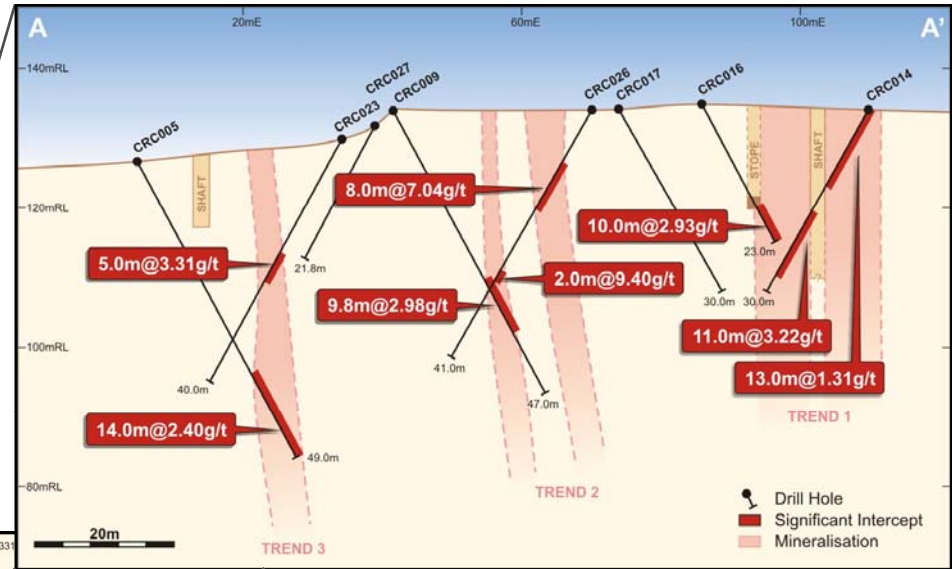 A
20mE
60mE
100mE
A'
140mRL
120mRL
100mRL
80mRL
CRC005
CRC023
CRC027
CRC009
CRC026
CRC017
CRC016
CRC014
SHAFT
STOPE
SHAFT
?
8.0m@7.04g/t
10.0m@2.93g/t
23.0m
5.0m@3.31g/t
21.8m
2.0m@9.40g/t
9.8m@2.98g/t
30.0m
30.0m
11.0m@3.22g/t
41.0m
40.0m
13.0m@1.31g/t
47.0m
14.0m@2.40g/t
49.0m
TREND 1
TREND 2
TREND 3
20m
Drill Hole
Significant Intercept
Mineralisation